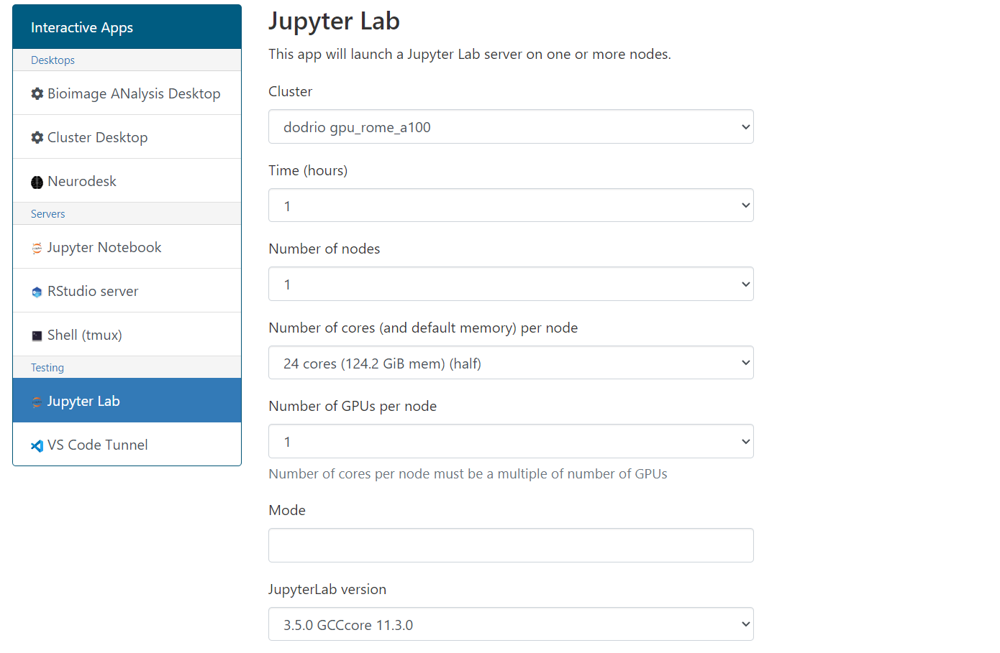 Interactive Apps
Desktops
Bioimage ANalysis Desktop
Cluster Desktop
Neurodesk
Servers
Jupyter Notebook
RStudio server
Shell (tmux)
Testing
Jupyter Lab
VS Code Tunnel
Jupyter Lab
This app will launch a Jupyter Lab server on one or more nodes.
Cluster
dodrio gpu_rome_a100
Time (hours)
1
Number of nodes
1
Number of cores (and default memory) per node
24 cores (124.2 GiB mem) (half)
Number of GPUs per node
1
Number of cores per node must be a multiple of number of GPUs
Mode
JupyterLab version
3.5.0 GCCcore 11.3.0